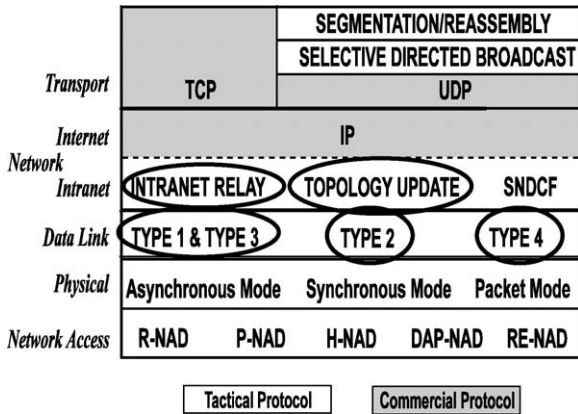 SEGMENTATION/REASSEMBLY
SELECTIVE DIRECTED BROADCAST
Transport TCP UDP
Internet IP
Network
Intranet INTRANET RELAY TOPOLOGY UPDATE SNDCF
Data Link TYPE 1 & TYPE 3 TYPE 2 TYPE 4
Physical Asynchronous Mode Synchronous Mode Packet Mode
Network Access R-NAD P-NAD H-NAD DAP-NAD RE-NAD
Tactical Protocol Commercial Protocol